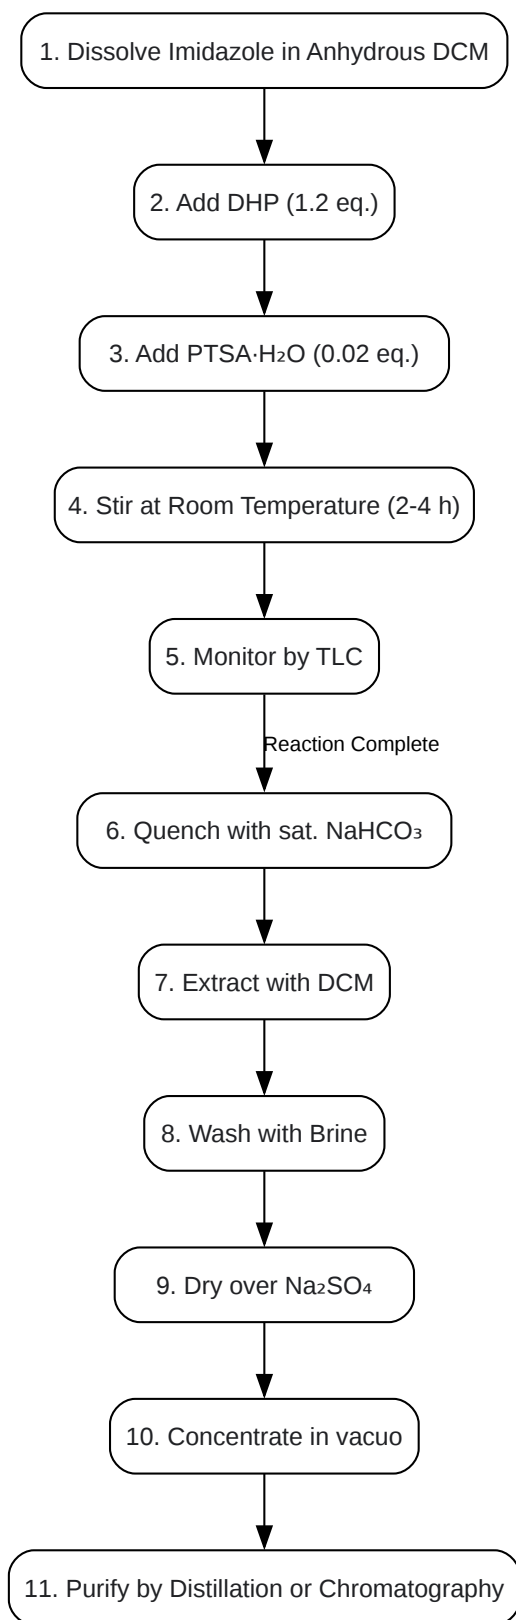 1. Dissolve Imidazole in Anhydrous DCM
2. Add DHP (1.2 eq.)
3. Add PTSA·H₂O (0.02 eq.)
4. Stir at Room Temperature (2-4 h)
5. Monitor by TLC
Reaction Complete
6. Quench with sat. NaHCO₃
7. Extract with DCM
8. Wash with Brine
9. Dry over Na₂SO₄
10. Concentrate in vacuo
11. Purify by Distillation or Chromatography